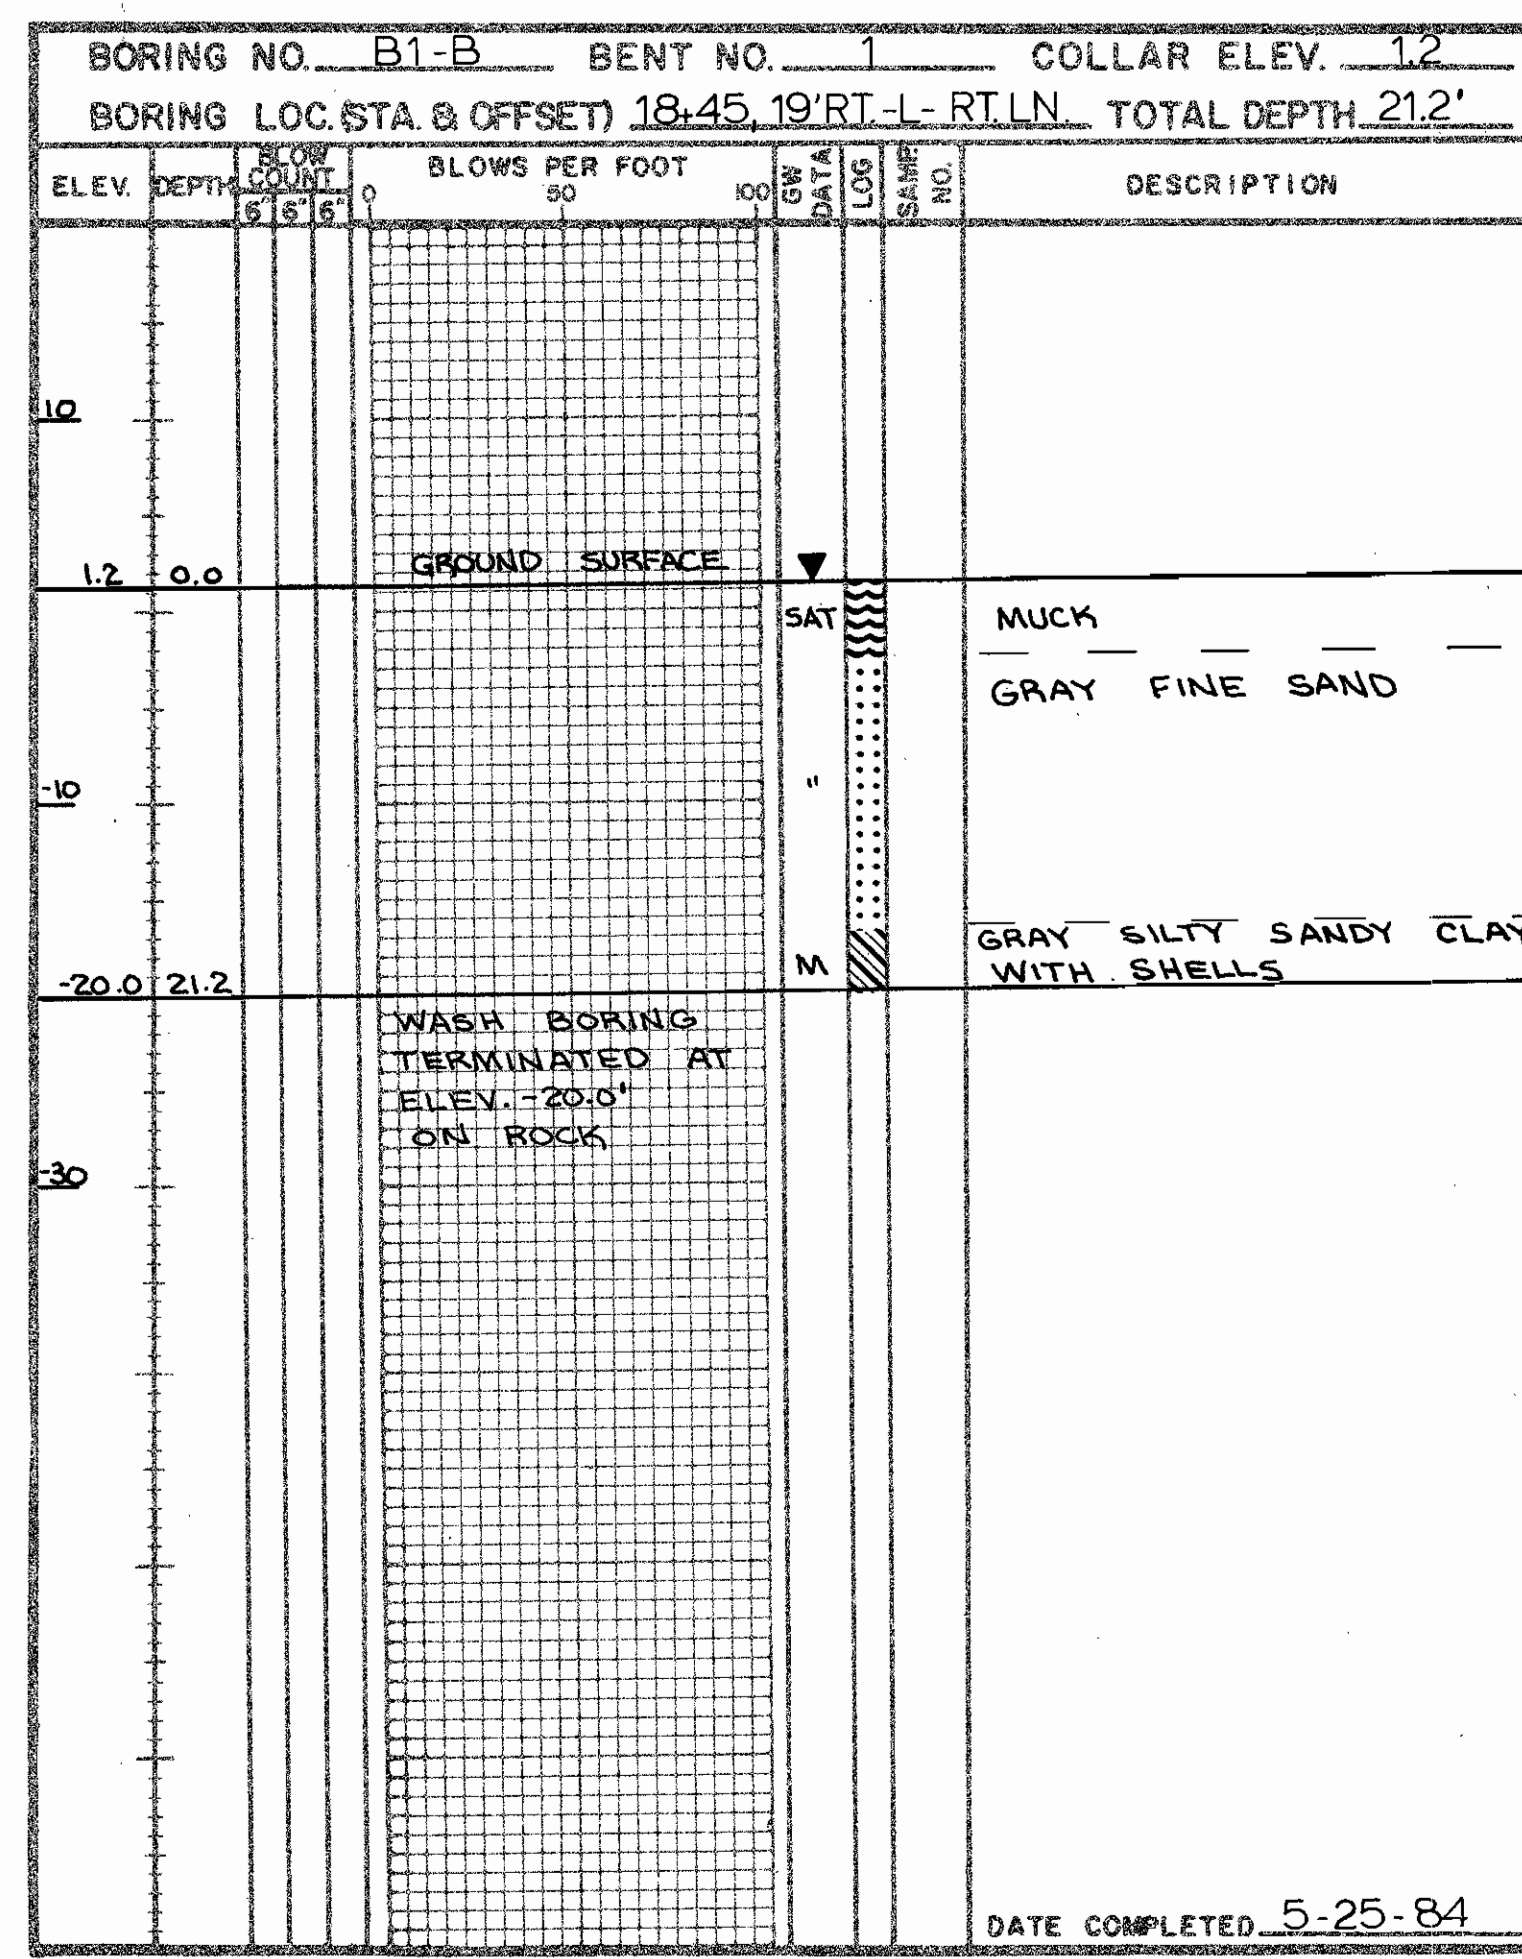 BORING NO. B1-B BENT NO. 1 COLLAR ELEV. 1.2
BORING LOC. (STA. & OFFSET) 18+45, 19'RT. -L- RT. LN. TOTAL DEPTH 21.2'
ELEV. DEPTH BLOW COUNT 6" 6" 6" BLOWS PER FOOT 0 50 100 GW DATA LOG SAMP. NO. DESCRIPTION
10
1.2 0.0 GROUND SURFACE
SAT MUCK
GRAY FINE SAND
-10 "
GRAY SILTY SANDY CLAY
M WITH SHELLS
-20.0 21.2
WASH BORING
TERMINATED AT
ELEV. -20.0'
ON ROCK
-30
DATE COMPLETED 5-25-84